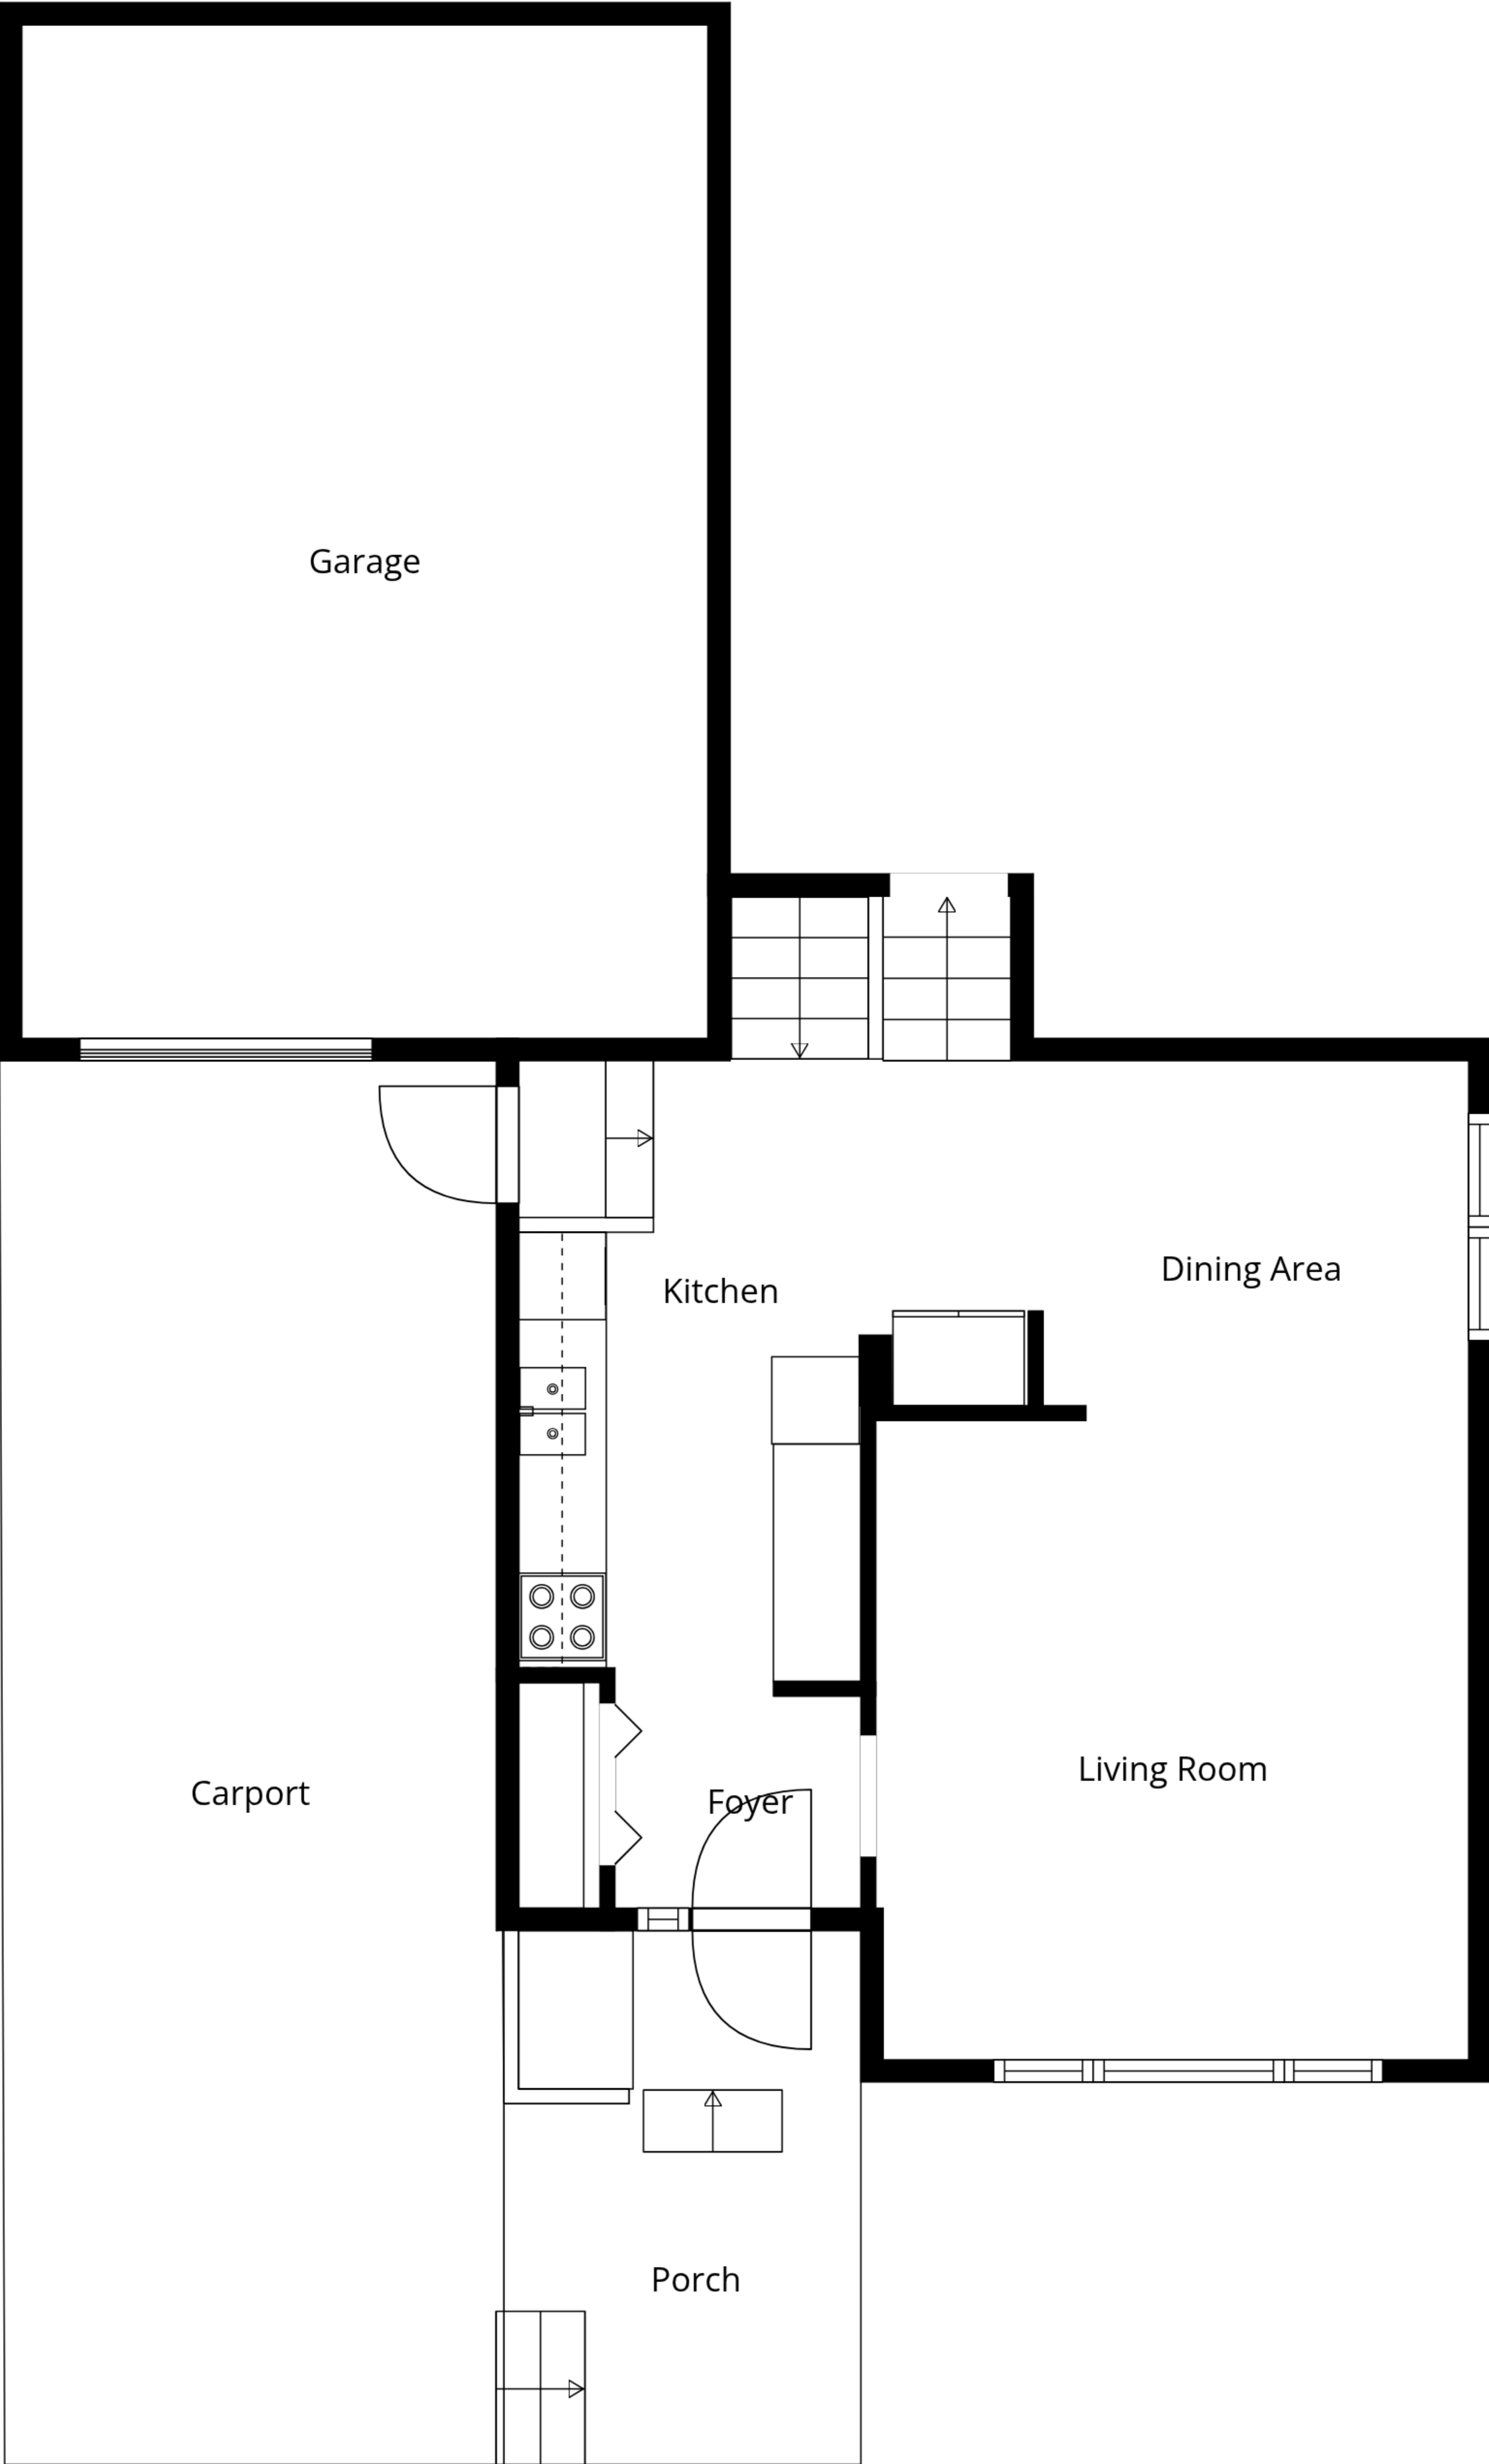 Garage
Dining Area
Kitchen
Living Room
Carport
Foyer
Porch